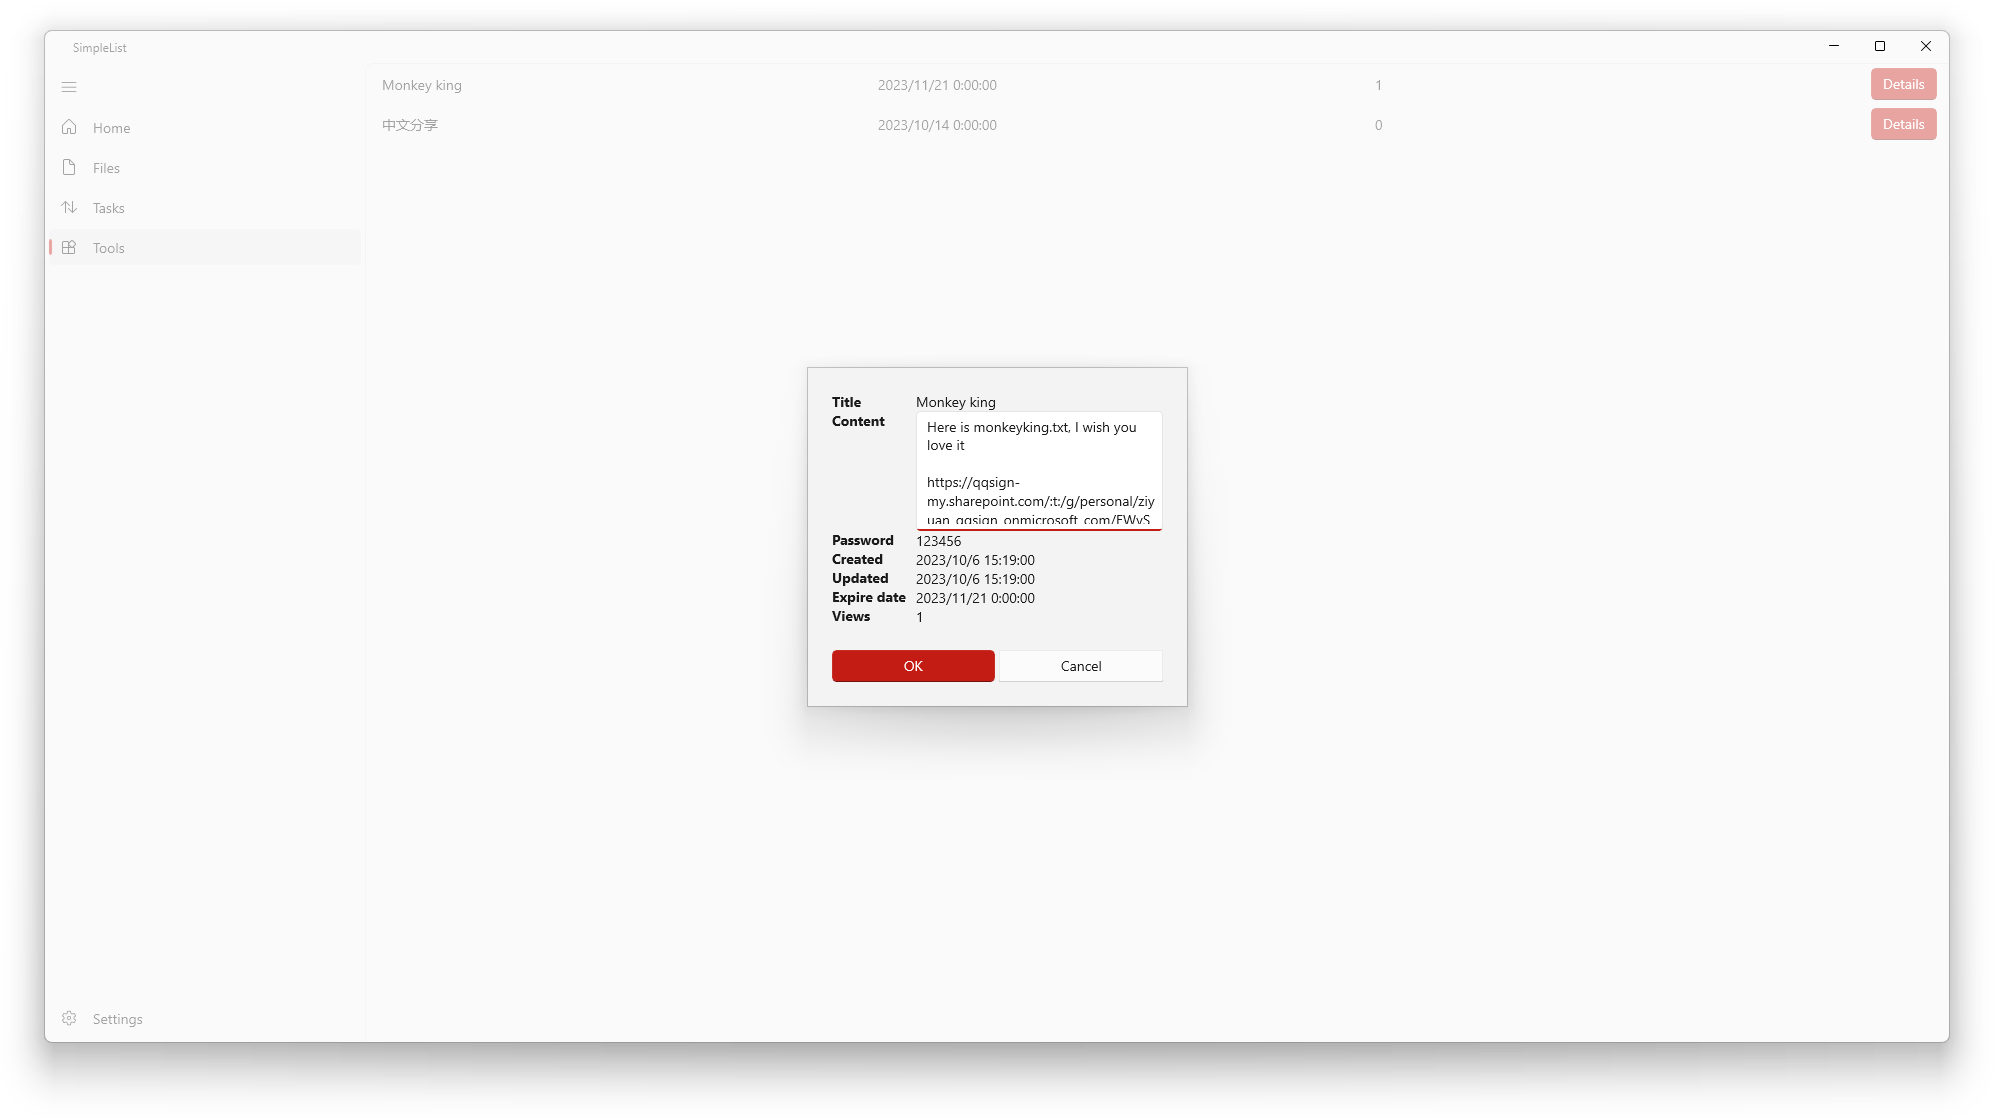 SimpleList
Monkey king 2023/11/21 0:00:00 1 Details
Home
中文分享 2023/10/14 0:00:00 0 Details
Files
Tasks
Tools
Title Monkey king
Content Here is monkeyking.txt, I wish you
love it
https://qqsign-
my.sharepoint.com/:t:/g/personal/ziy
uan_qqsign_onmicrosoft_com/EWvS
Password 123456
Created 2023/10/6 15:19:00
Updated 2023/10/6 15:19:00
Expire date 2023/11/21 0:00:00
Views 1
OK Cancel
Settings